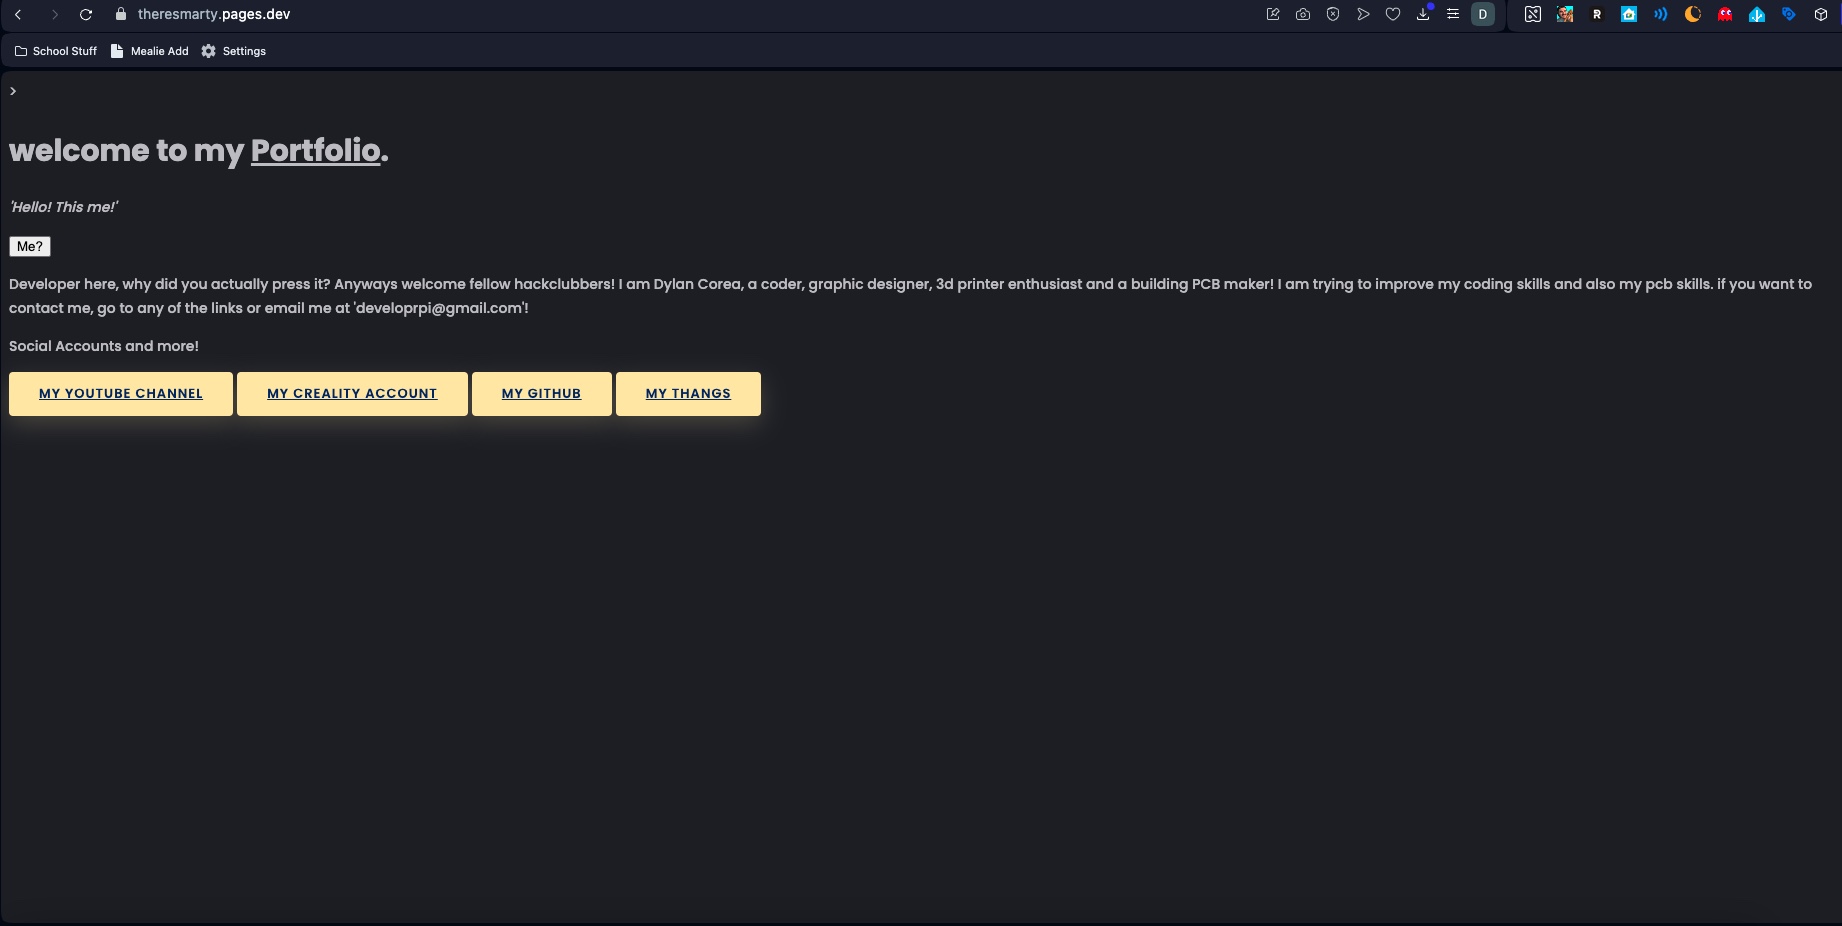 theresmarty.pages.dev
D
R
School Stuff
Mealie Add
Settings
>
welcome to my Portfolio.
'Hello! This me!'
Me?
Developer here, why did you actually press it? Anyways welcome fellow hackclubbers! I am Dylan Corea, a coder, graphic designer, 3d printer enthusiast and a building PCB maker! I am trying to improve my coding skills and also my pcb skills. if you want to
contact me, go to any of the links or email me at 'developrpi@gmail.com'!
Social Accounts and more!
MY YOUTUBE CHANNEL
MY CREALITY ACCOUNT
MY GITHUB
MY THANGS